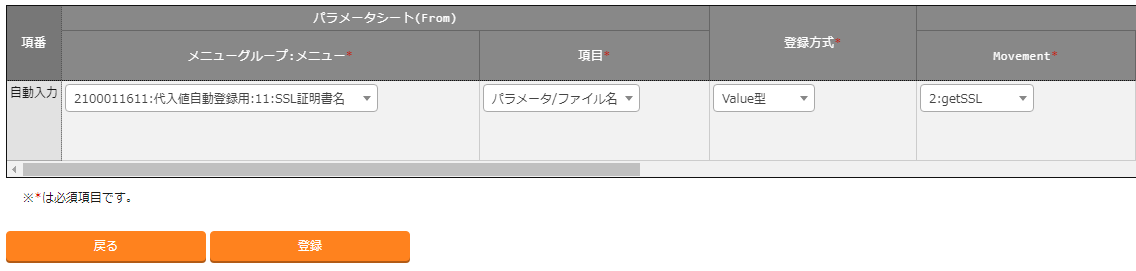 項番
パラメータシート(From)
メニューグループ:メニュー*
項目*
登録方式*
Movement*
自動入力
2100011611:代入値自動登録用:11:SSL証明書名
パラメータ/ファイル名
Value型
2:getSSL
※*は必須項目です。
戻る
登録